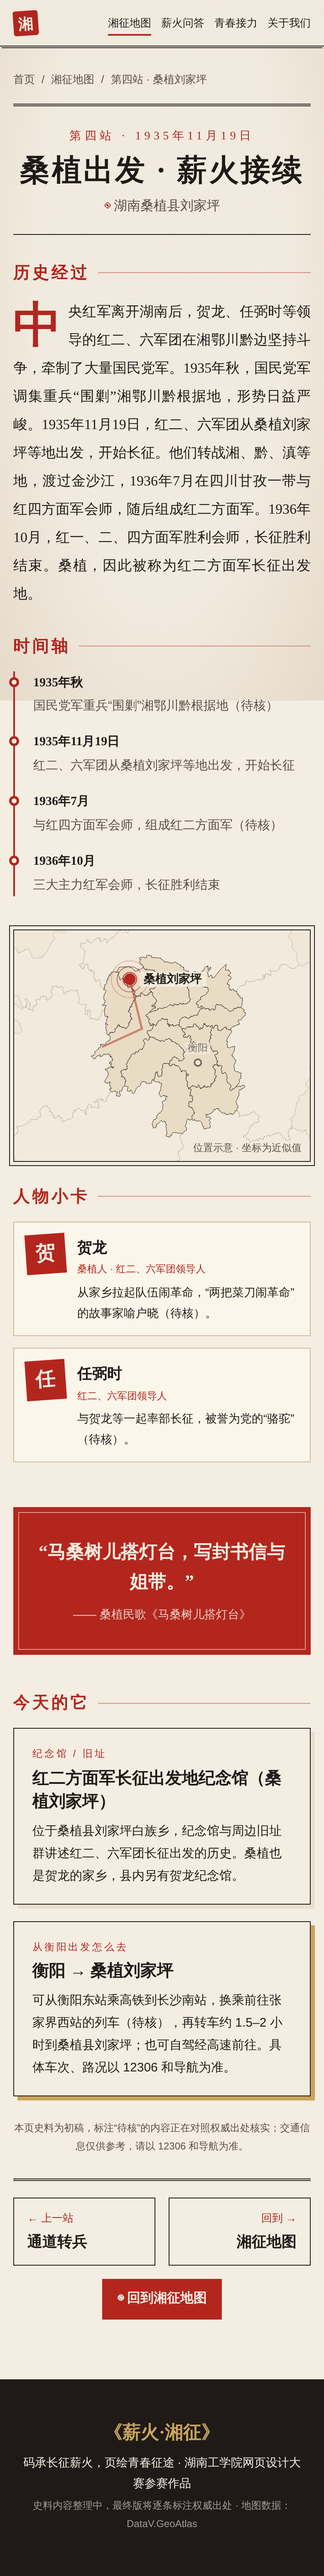 湘
湘征地图 薪火问答 青春接力 关于我们
首页 / 湘征地图 / 第四站 · 桑植刘家坪
第四站 · 1935年11月19日
桑植出发 · 薪火接续
湖南桑植县刘家坪
历史经过
中央红军离开湖南后，贺龙、任弼时等领
导的红二、六军团在湘鄂川黔边坚持斗
争，牵制了大量国民党军。1935年秋，国民党军
调集重兵“围剿”湘鄂川黔根据地，形势日益严
峻。1935年11月19日，红二、六军团从桑植刘家
坪等地出发，开始长征。他们转战湘、黔、滇等
地，渡过金沙江，1936年7月在四川甘孜一带与
红四方面军会师，随后组成红二方面军。1936年
10月，红一、二、四方面军胜利会师，长征胜利
结束。桑植，因此被称为红二方面军长征出发
地。
时间轴
1935年秋
国民党军重兵“围剿”湘鄂川黔根据地（待核）
1935年11月19日
红二、六军团从桑植刘家坪等地出发，开始长征
1936年7月
与红四方面军会师，组成红二方面军（待核）
1936年10月
三大主力红军会师，长征胜利结束
桑植刘家坪
衡阳
位置示意 · 坐标为近似值
人物小卡
贺
贺龙
桑植人 · 红二、六军团领导人
从家乡拉起队伍闹革命，“两把菜刀闹革命”
的故事家喻户晓（待核）。
任
任弼时
红二、六军团领导人
与贺龙等一起率部长征，被誉为党的“骆驼”
（待核）。
“马桑树儿搭灯台，写封书信与
姐带。”
—— 桑植民歌《马桑树儿搭灯台》
今天的它
纪念馆 / 旧址
红二方面军长征出发地纪念馆（桑
植刘家坪）
位于桑植县刘家坪白族乡，纪念馆与周边旧址
群讲述红二、六军团长征出发的历史。桑植也
是贺龙的家乡，县内另有贺龙纪念馆。
从衡阳出发怎么去
衡阳 → 桑植刘家坪
可从衡阳东站乘高铁到长沙南站，换乘前往张
家界西站的列车（待核），再转车约 1.5–2 小
时到桑植县刘家坪；也可自驾经高速前往。具
体车次、路况以 12306 和导航为准。
本页史料为初稿，标注“待核”的内容正在对照权威出处核实；交通信
息仅供参考，请以 12306 和导航为准。
← 上一站
通道转兵
回到 →
湘征地图
回到湘征地图
《薪火·湘征》
码承长征薪火，页绘青春征途 · 湖南工学院网页设计大
赛参赛作品
史料内容整理中，最终版将逐条标注权威出处 · 地图数据：
DataV.GeoAtlas